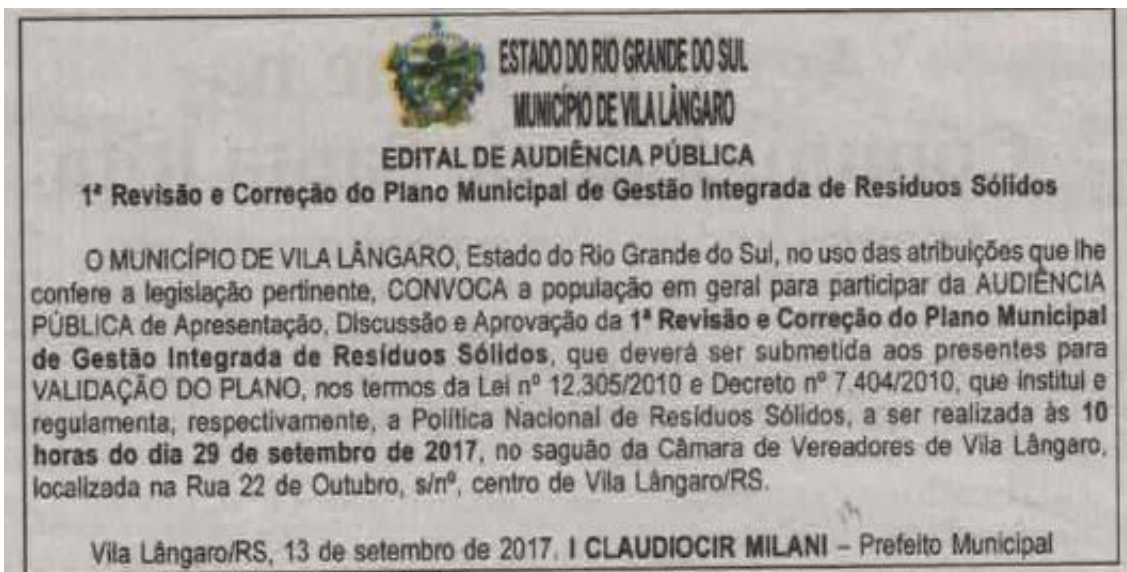 ESTADO DO RIO GRANDE DO SUL
MUNICÍPIO DE VILA LÂNGARO
EDITAL DE AUDIÊNCIA PÚBLICA
1ª Revisão e Correção do Plano Municipal de Gestão Integrada de Resíduos Sólidos
O MUNICÍPIO DE VILA LÂNGARO, Estado do Rio Grande do Sul, no uso das atribuições que lhe
confere a legislação pertinente, CONVOCA a população em geral para participar da AUDIÊNCIA
PÚBLICA de Apresentação, Discussão e Aprovação da 1ª Revisão e Correção do Plano Municipal
de Gestão Integrada de Resíduos Sólidos, que deverá ser submetida aos presentes para
VALIDAÇÃO DO PLANO, nos termos da Lei nº 12.305/2010 e Decreto nº 7.404/2010, que institui e
regulamenta, respectivamente, a Política Nacional de Resíduos Sólidos, a ser realizada às 10
horas do dia 29 de setembro de 2017, no saguão da Câmara de Vereadores de Vila Lângaro,
localizada na Rua 22 de Outubro, s/nº, centro de Vila Lângaro/RS.
Vila Lângaro/RS, 13 de setembro de 2017. I CLAUDIOCIR MILANI – Prefeito Municipal